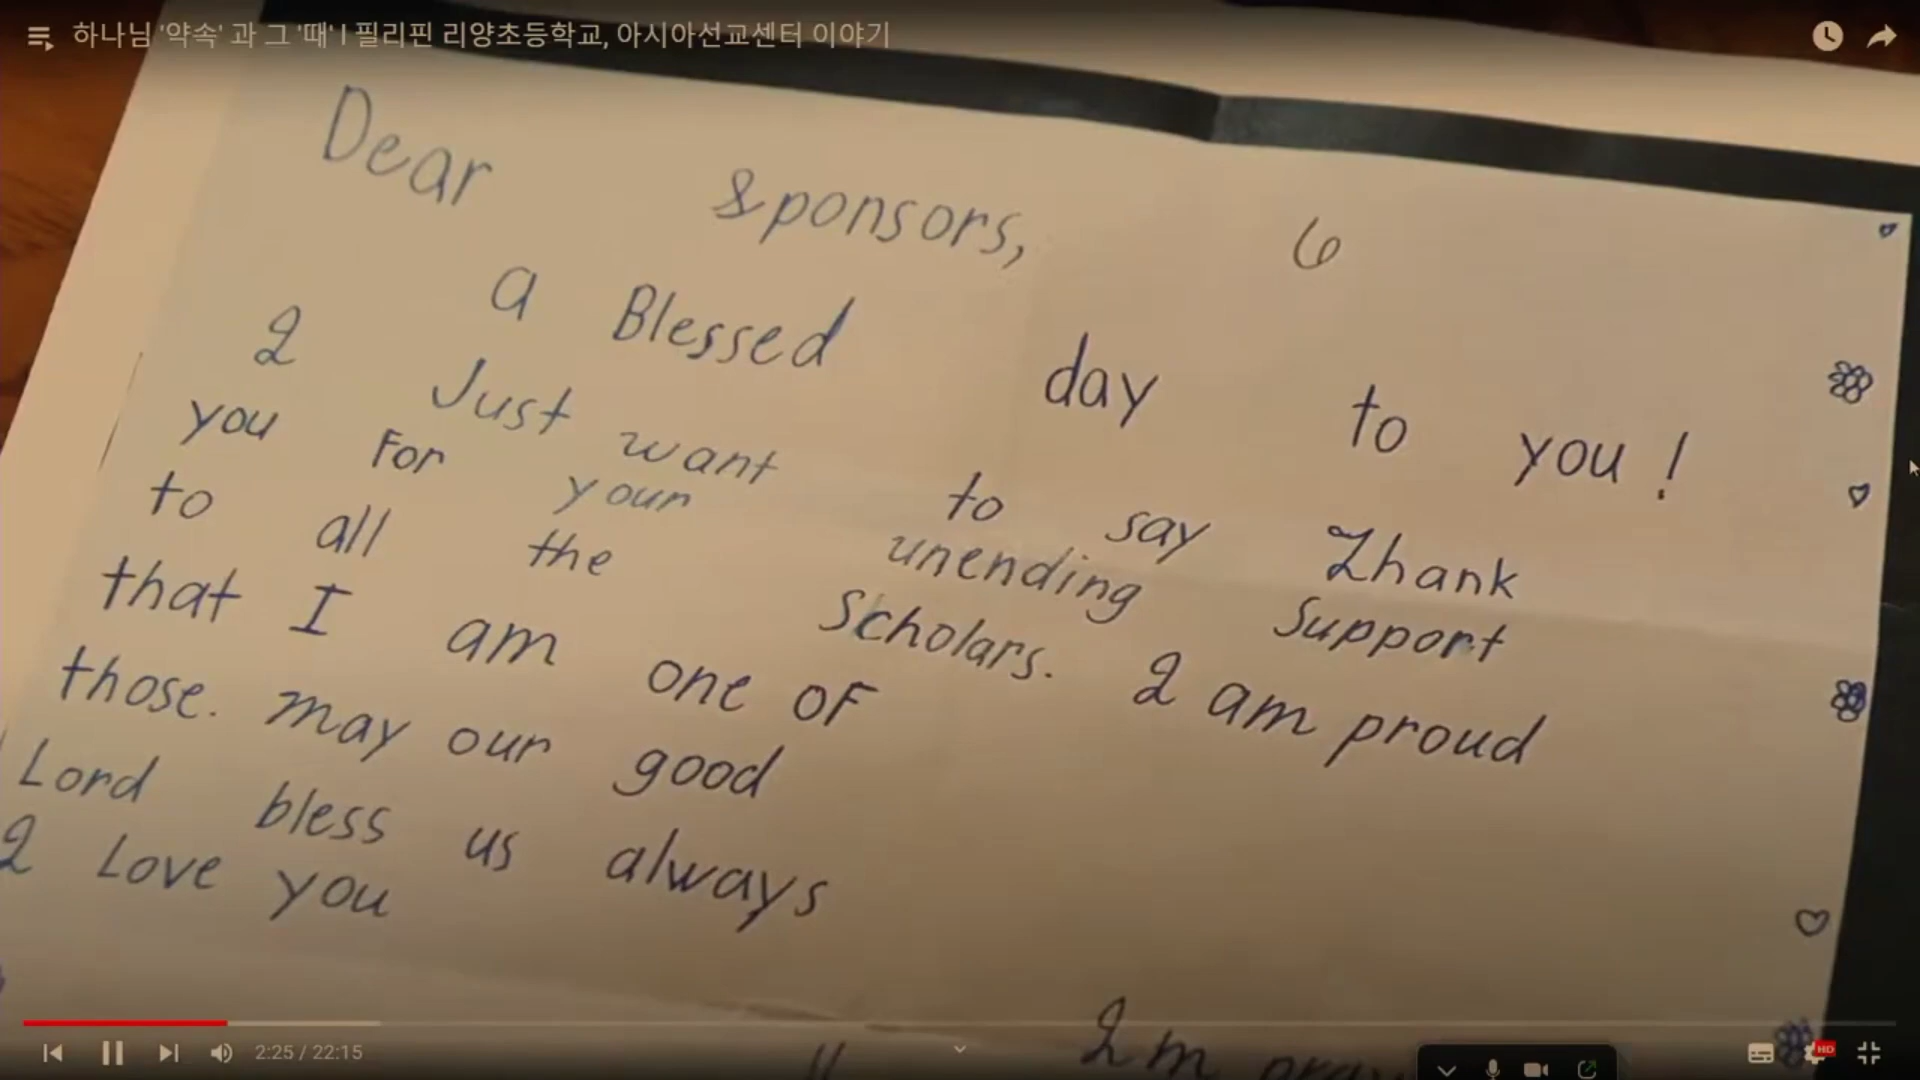 하나님 '약속' 과 그 '때' I 필리핀 리양초등학교, 아시아선교센터 이야기
Dear Sponsors,
6
a Blessed day to you!
I Just want to say Thank
you For your unending Support
to all the Scholars. I am proud
that I am one OF
those. may our good
Lord bless us always
I Love you
2:25 / 22:15
HD